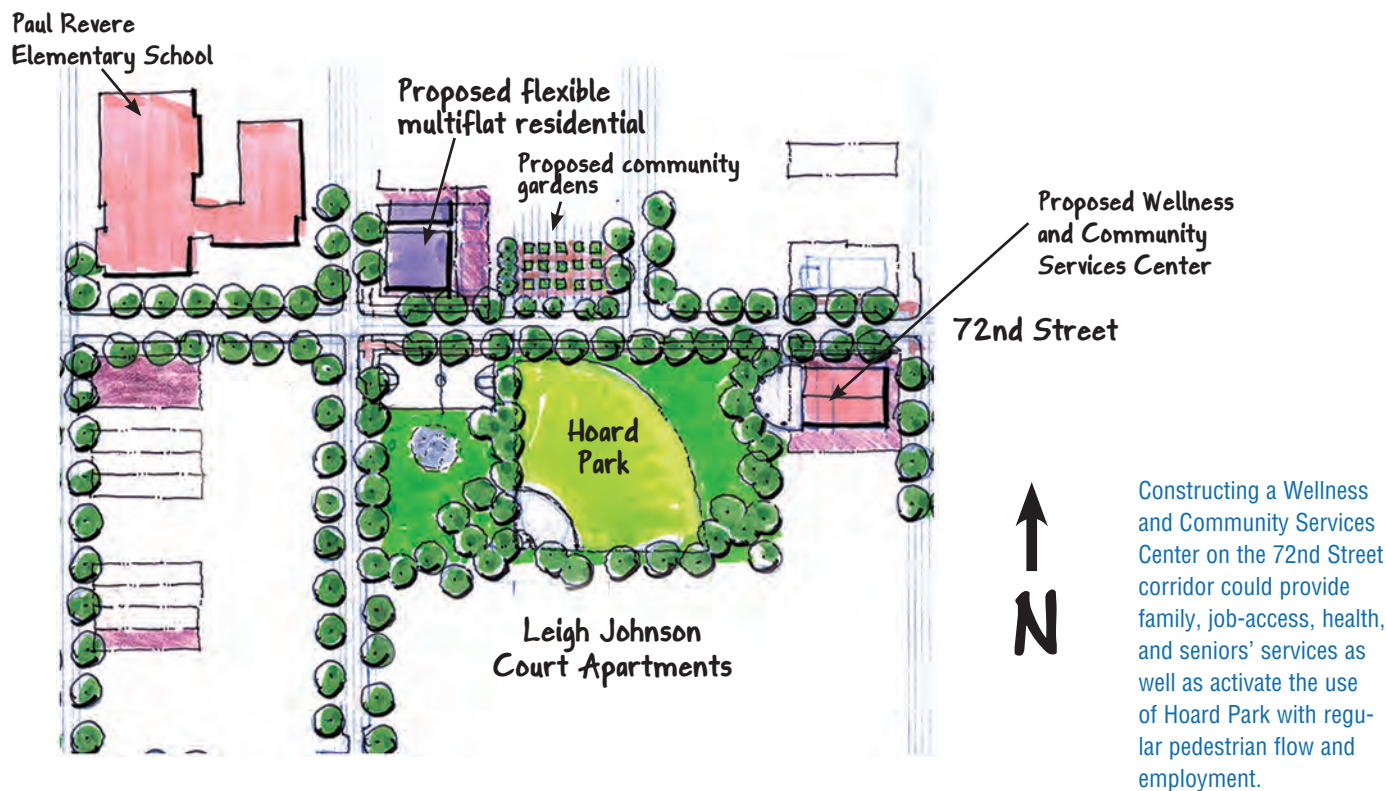 Paul Revere
Elementary School
Proposed flexible
multiflat residential
Proposed community
gardens
Proposed Wellness
and Community
Services Center
72nd Street
Hoard
Park
Leigh Johnson
Court Apartments
N
Constructing a Wellness
and Community Services
Center on the 72nd Street
corridor could provide
family, job-access, health,
and seniors’ services as
well as activate the use
of Hoard Park with regu-
lar pedestrian flow and
employment.